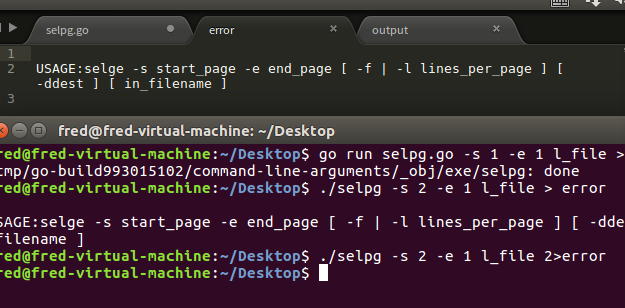 selpg.go
error
output
1
2 USAGE:selge -s start_page -e end_page [ -f | -l lines_per_page ] [
-ddest ] [ in_filename ]
3
fred@fred-virtual-machine: ~/Desktop
red@fred-virtual-machine:~/Desktop$ go run selpg.go -s 1 -e 1 l_file >
tmp/go-build993015102/command-line-arguments/_obj/exe/selpg: done
red@fred-virtual-machine:~/Desktop$ ./selpg -s 2 -e 1 l_file > error
SAGE:selge -s start_page -e end_page [ -f | -l lines_per_page ] [ -dde
filename ]
red@fred-virtual-machine:~/Desktop$ ./selpg -s 2 -e 1 l_file 2>error
red@fred-virtual-machine:~/Desktop$